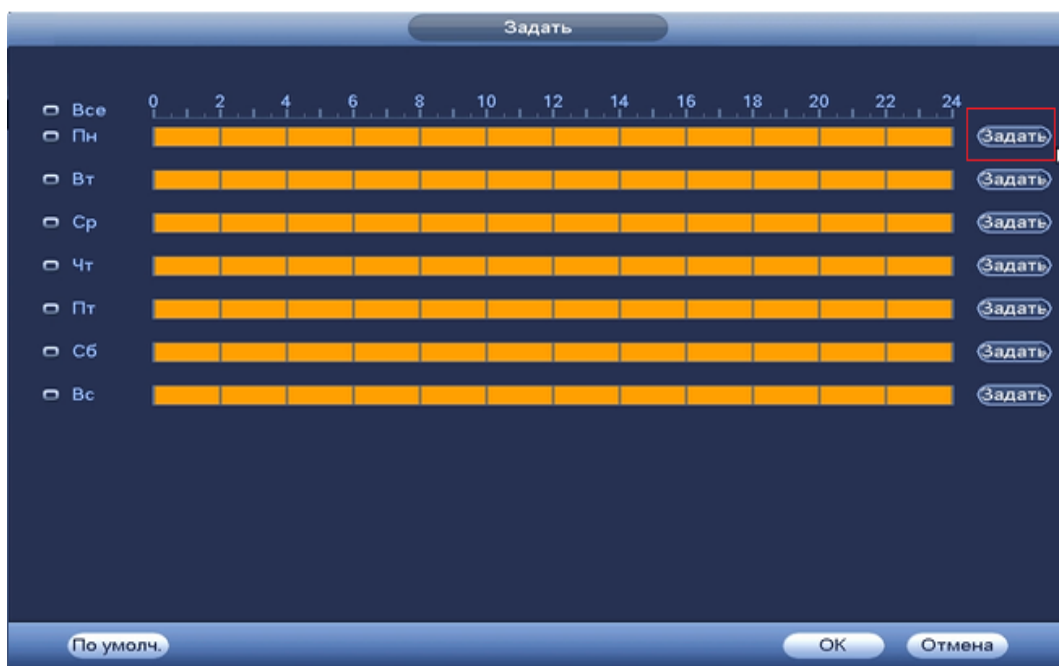 Задать
Все 0 2 4 6 8 10 12 14 16 18 20 22 24
Пн Задать
Вт Задать
Ср Задать
Чт Задать
Пт Задать
Сб Задать
Вс Задать
По умолч. OK Отмена